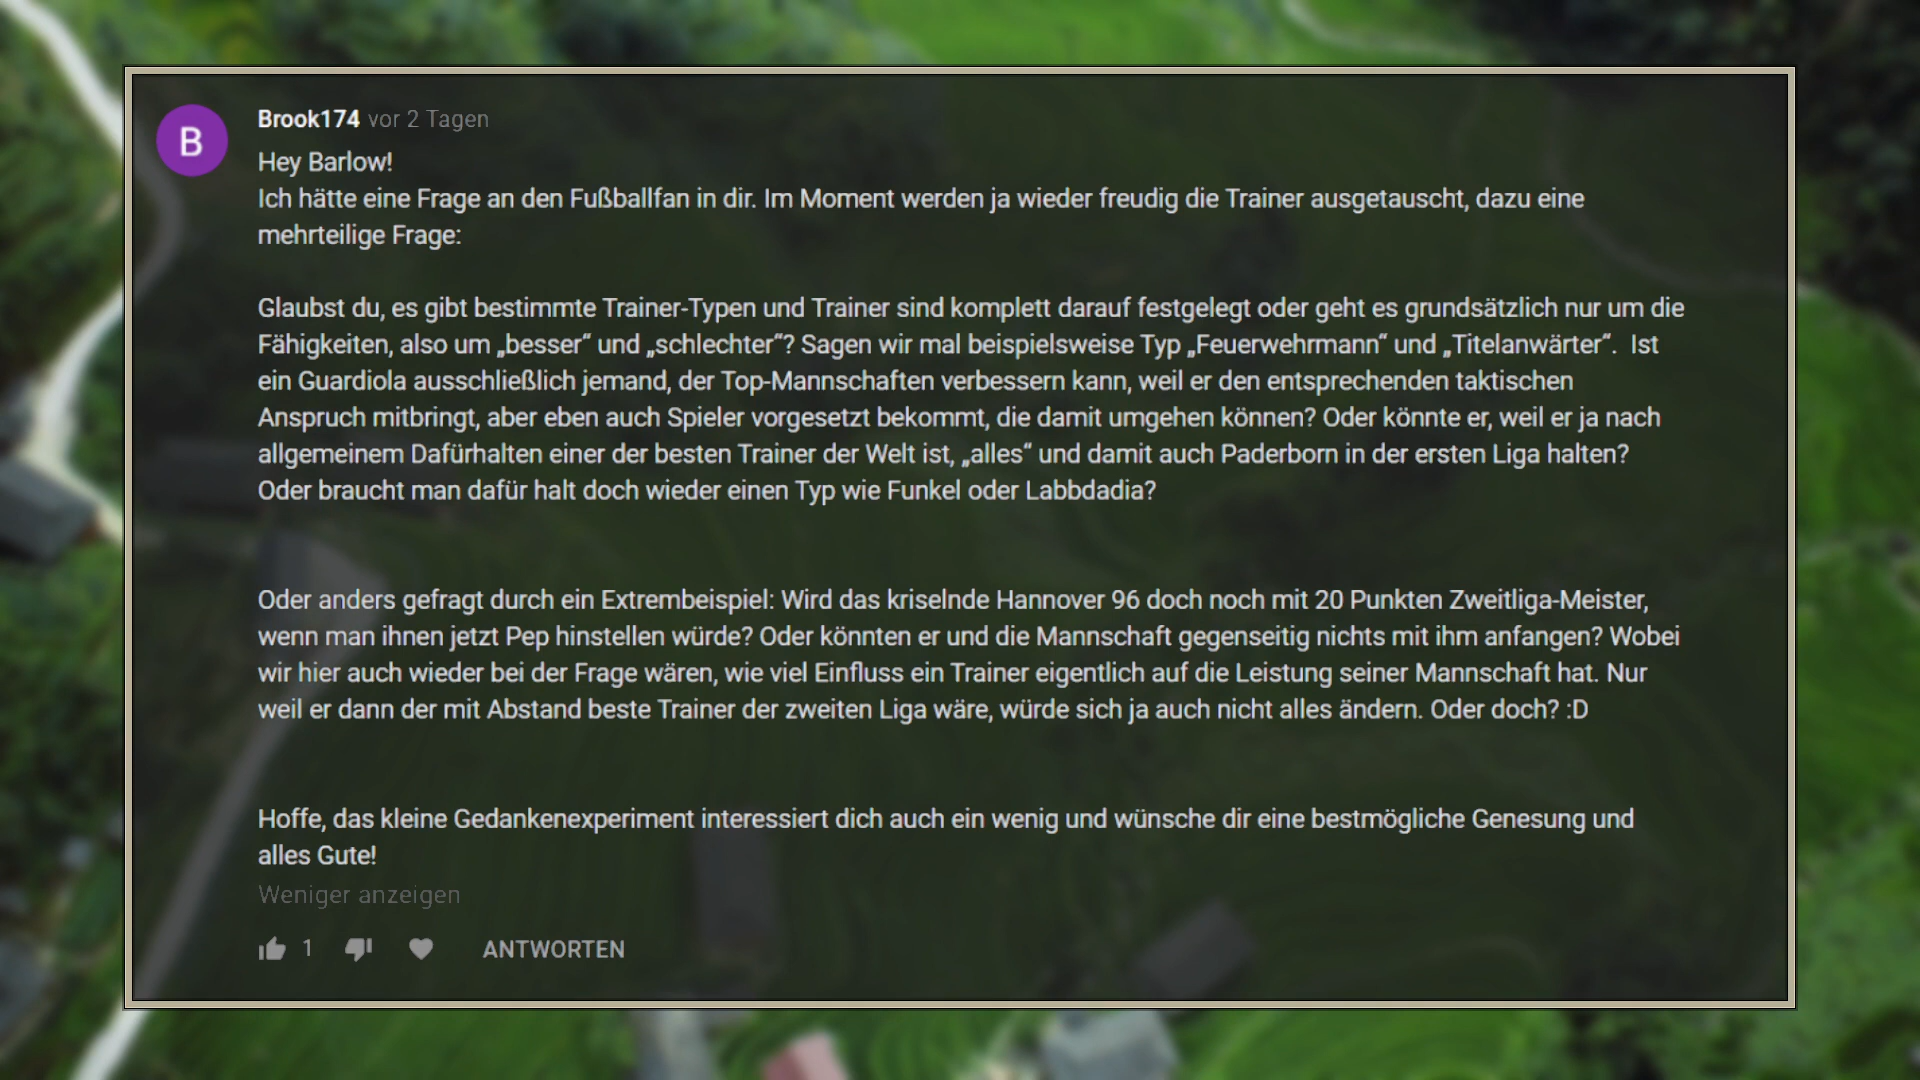 B
Brook174 vor 2 Tagen
Hey Barlow!
Ich hätte eine Frage an den Fußballfan in dir. Im Moment werden ja wieder freudig die Trainer ausgetauscht, dazu eine
mehrteilige Frage:
Glaubst du, es gibt bestimmte Trainer-Typen und Trainer sind komplett darauf festgelegt oder geht es grundsätzlich nur um die
Fähigkeiten, also um „besser“ und „schlechter“? Sagen wir mal beispielsweise Typ „Feuerwehrmann“ und „Titelanwärter“. Ist
ein Guardiola ausschließlich jemand, der Top-Mannschaften verbessern kann, weil er den entsprechenden taktischen
Anspruch mitbringt, aber eben auch Spieler vorgesetzt bekommt, die damit umgehen können? Oder könnte er, weil er ja nach
allgemeinem Dafürhalten einer der besten Trainer der Welt ist, „alles“ und damit auch Paderborn in der ersten Liga halten?
Oder braucht man dafür halt doch wieder einen Typ wie Funkel oder Labbdadia?
Oder anders gefragt durch ein Extrembeispiel: Wird das kriselnde Hannover 96 doch noch mit 20 Punkten Zweitliga-Meister,
wenn man ihnen jetzt Pep hinstellen würde? Oder könnten er und die Mannschaft gegenseitig nichts mit ihm anfangen? Wobei
wir hier auch wieder bei der Frage wären, wie viel Einfluss ein Trainer eigentlich auf die Leistung seiner Mannschaft hat. Nur
weil er dann der mit Abstand beste Trainer der zweiten Liga wäre, würde sich ja auch nicht alles ändern. Oder doch? :D
Hoffe, das kleine Gedankenexperiment interessiert dich auch ein wenig und wünsche dir eine bestmögliche Genesung und
alles Gute!
Weniger anzeigen
1 ANTWORTEN